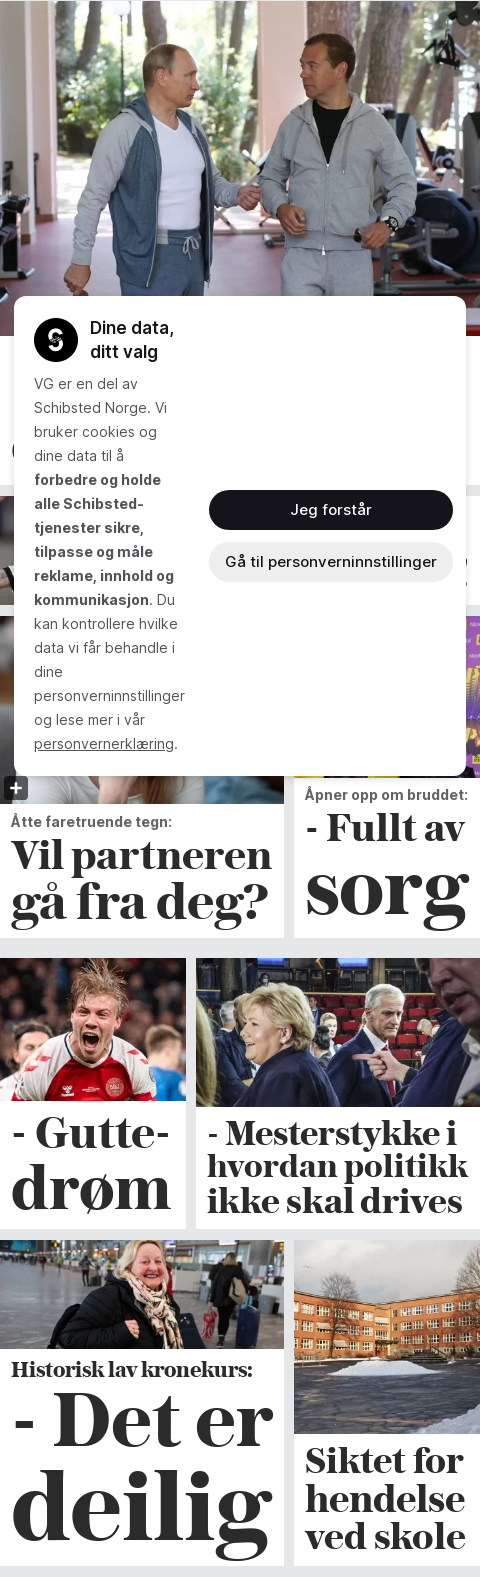 Dine data,
ditt valg
VG er en del av
Schibsted Norge. Vi
bruker cookies og
dine data til å
forbedre og holde
alle Schibsted-
tjenester sikre,
tilpasse og måle
reklame, innhold og
kommunikasjon. Du
kan kontrollere hvilke
data vi får behandle i
dine
personverninnstillinger
og lese mer i vår
personvernerklæring.
Jeg forstår
Gå til personverninnstillinger
Åtte faretruende tegn:
Vil partneren
gå fra deg?
Åpner opp om bruddet:
- Fullt av
sorg
- Gutte-
drøm
- Mesterstykke i
hvordan politikk
ikke skal drives
Historisk lav kronekurs:
- Det er
deilig
Siktet for
hendelse
ved skole